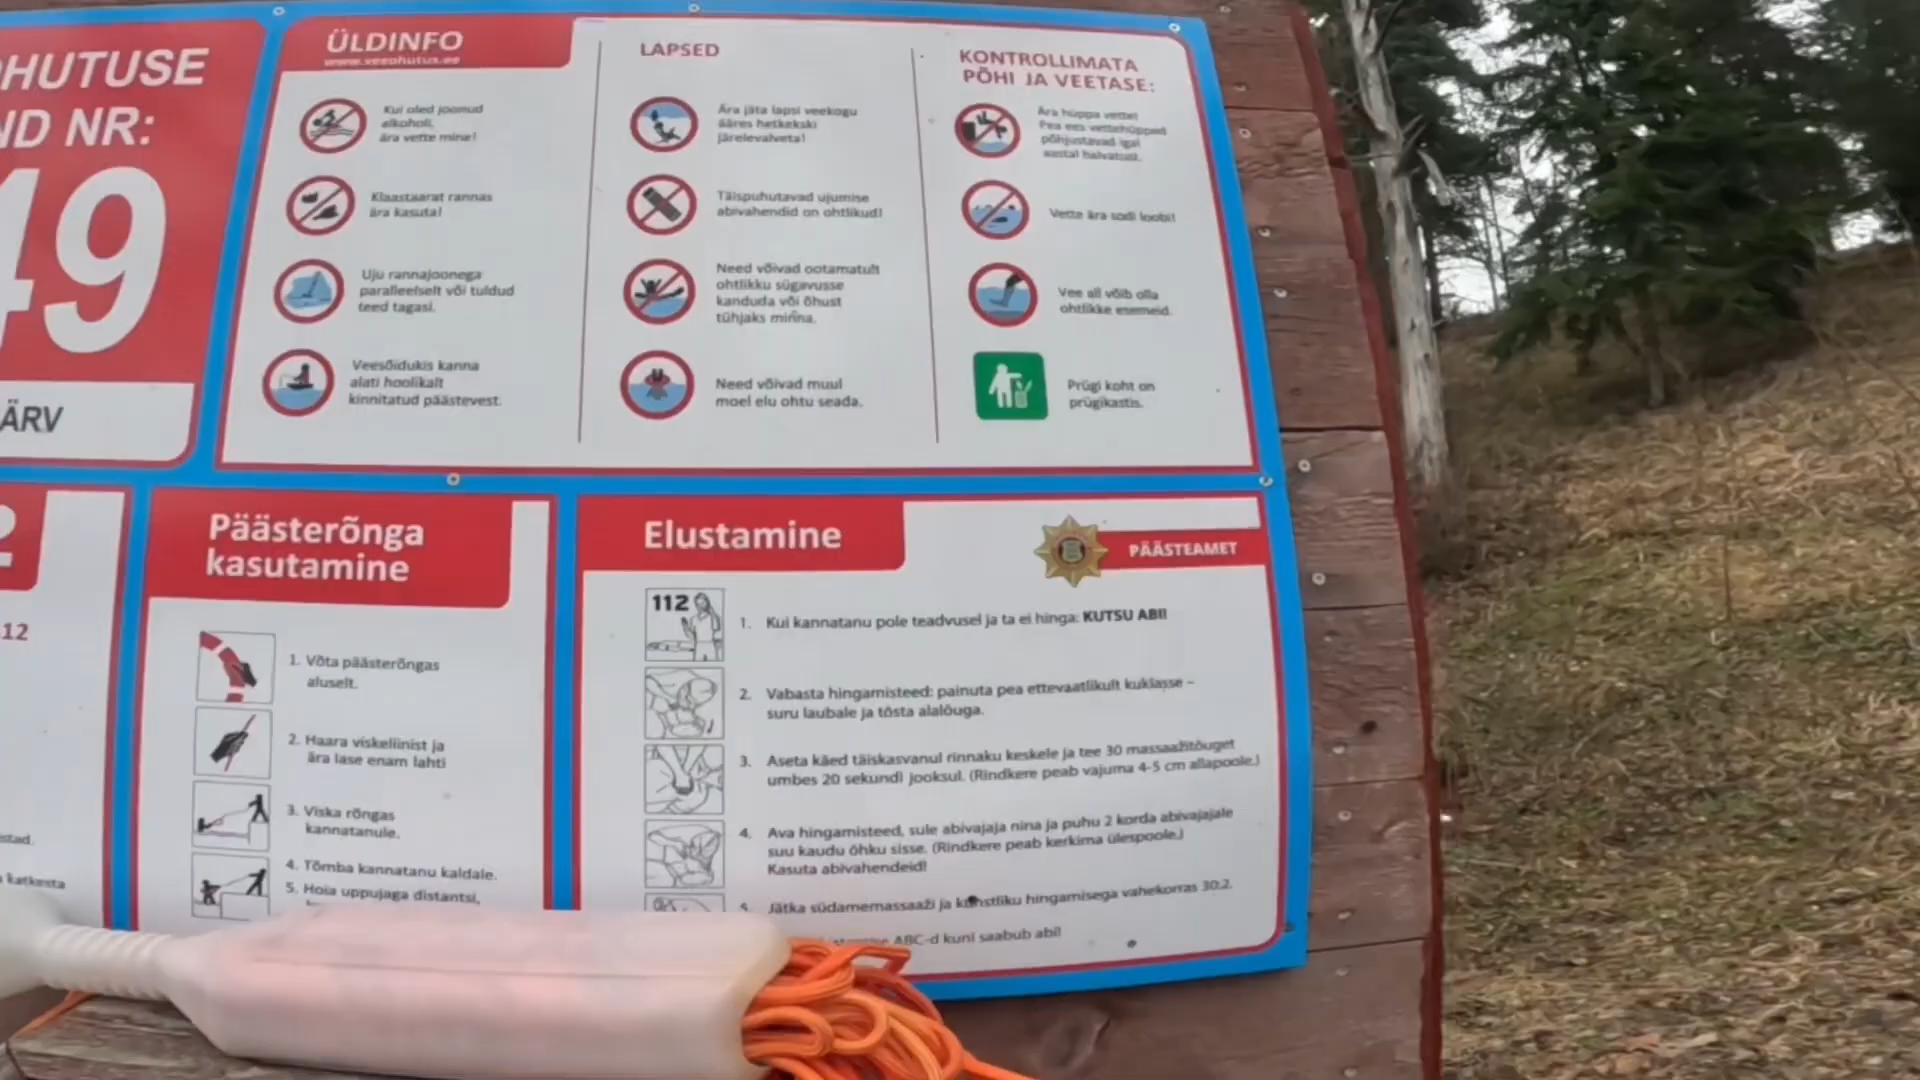 OHUTUSE
ND NR:
49
ÄRV
ÜLDINFO
www.veeohutus.ee
Kui oled joonud
alkoholi,
ära vette mine!
Klaastaarat rannas
ära kasuta!
Uju rannajoonega
paralleelselt või tuldud
teed tagasi.
Veesõidukis kanna
alati hoolikalt
kinnitatud päästevest.
LAPSED
Ära jäta lapsi veekogu
ääres hetkekski
järelevalveta!
Täispuhutavad ujumise
abivahendid on ohtlikud!
Need võivad ootamatult
ohtlikku sügavusse
kanduda või õhust
tühjaks minna.
Need võivad muul
moel elu ohtu seada.
KONTROLLIMATA
PÕHI JA VEETASE:
Ära hüppa vette!
Pea ees vettehüpped
põhjustavad igal
aastal halvatust.
Vette ära sodi loobi!
Vee all võib olla
ohtlikke esemeid.
Prügi koht on
prügikastis.
2
12
katkesta
Päästerõnga
kasutamine
1. Võta päästerõngas
aluselt.
2. Haara viskeliinist ja
ära lase enam lahti
3. Viska rõngas
kannatanule.
4. Tõmba kannatanu kaldale.
5. Hoia uppujaga distantsi,
Elustamine
PÄÄSTEAMET
112
1. Kui kannatanu pole teadvusel ja ta ei hinga: KUTSU ABI!
2. Vabasta hingamisteed: painuta pea ettevaatlikult kuklasse –
suru laubale ja tõsta alalõuga.
3. Aseta käed täiskasvanul rinnaku keskele ja tee 30 massaažitõuget
umbes 20 sekundi jooksul. (Rindkere peab vajuma 4-5 cm allapoole.)
4. Ava hingamisteed, sule abivajaja nina ja puhu 2 korda abivajajale
suu kaudu õhku sisse. (Rindkere peab kerkima ülespoole.)
Kasuta abivahendeid!
5. Jätka südamemassaaži ja kunstliku hingamisega vahekorras 30:2.
ABC-d kuni saabub abi!